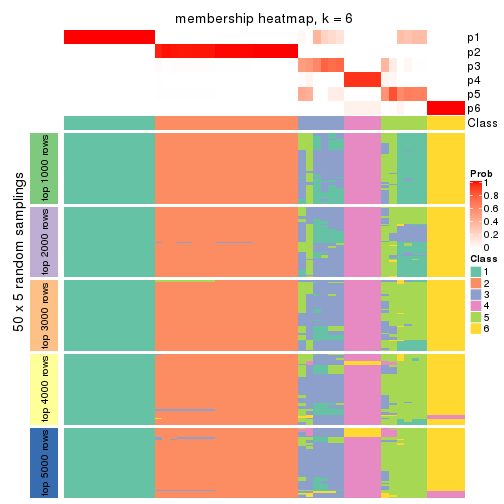 membership heatmap, k = 6
p1
p2
p3
p4
p5
p6
Class
50 x 5 random samplings
top 1000 rows
top 2000 rows
top 3000 rows
top 4000 rows
top 5000 rows
Prob
1
0.8
0.6
0.4
0.2
0
Class
1
2
3
4
5
6